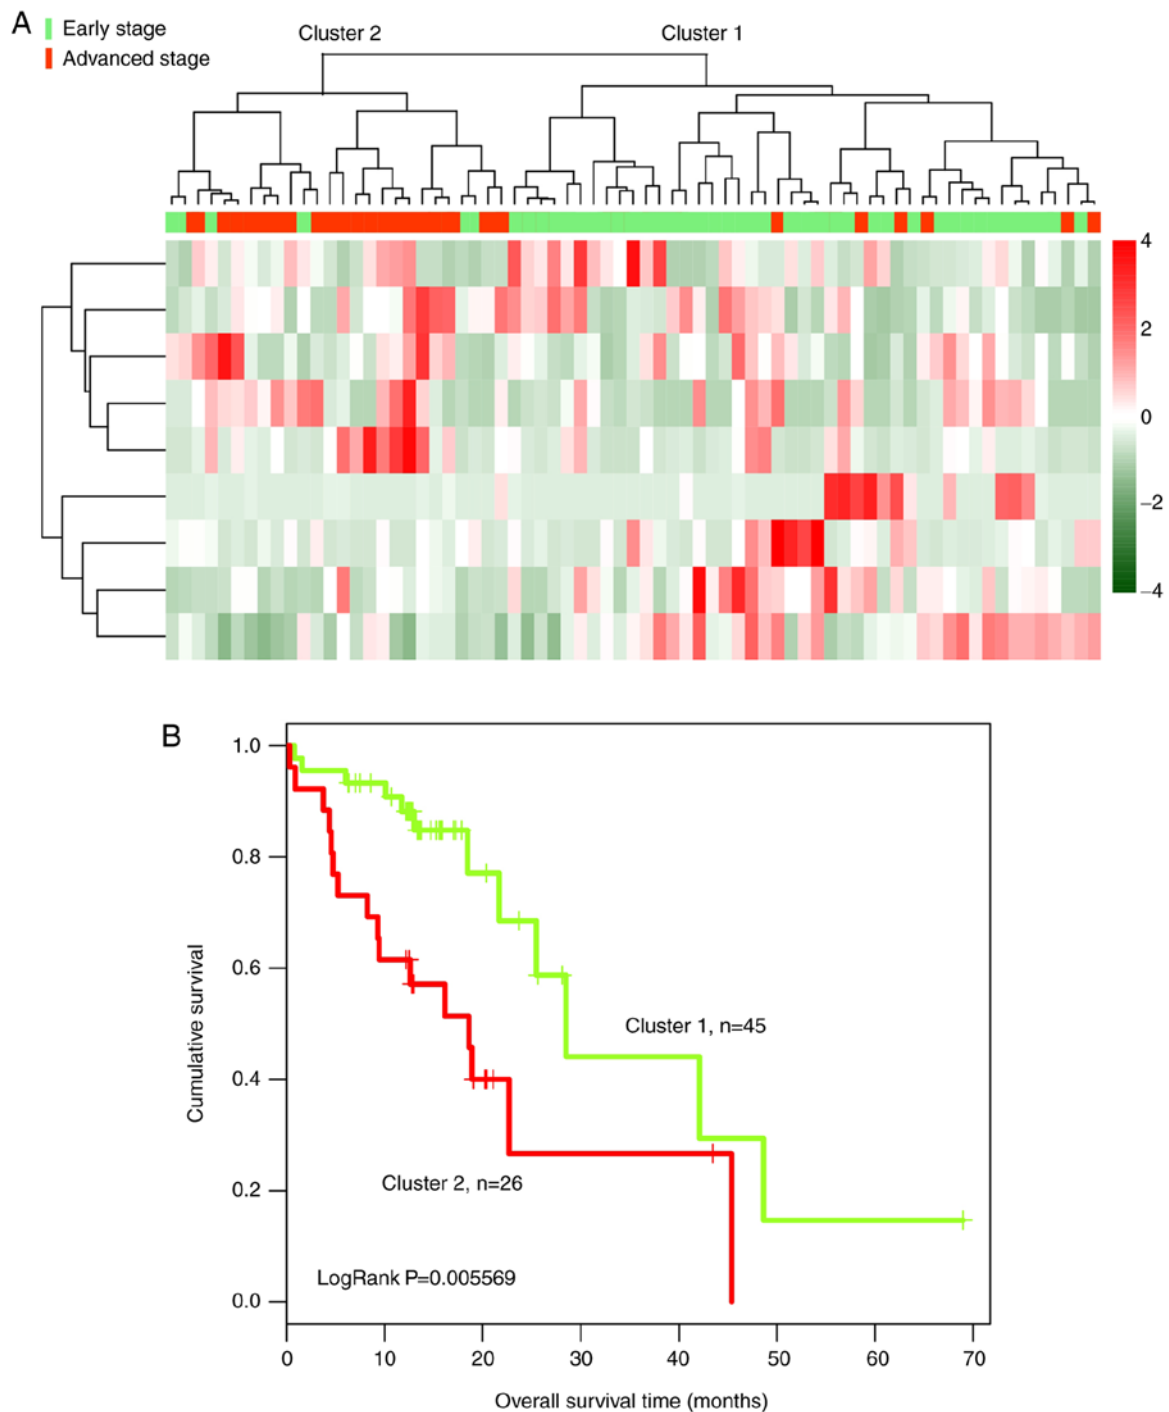 A
Early stage
Advanced stage
Cluster 2
Cluster 1
4
2
0
−2
−4
B
1.0
0.8
0.6
0.4
0.2
0.0
Cumulative survival
Cluster 1, n=45
Cluster 2, n=26
LogRank P=0.005569
0 10 20 30 40 50 60 70
Overall survival time (months)